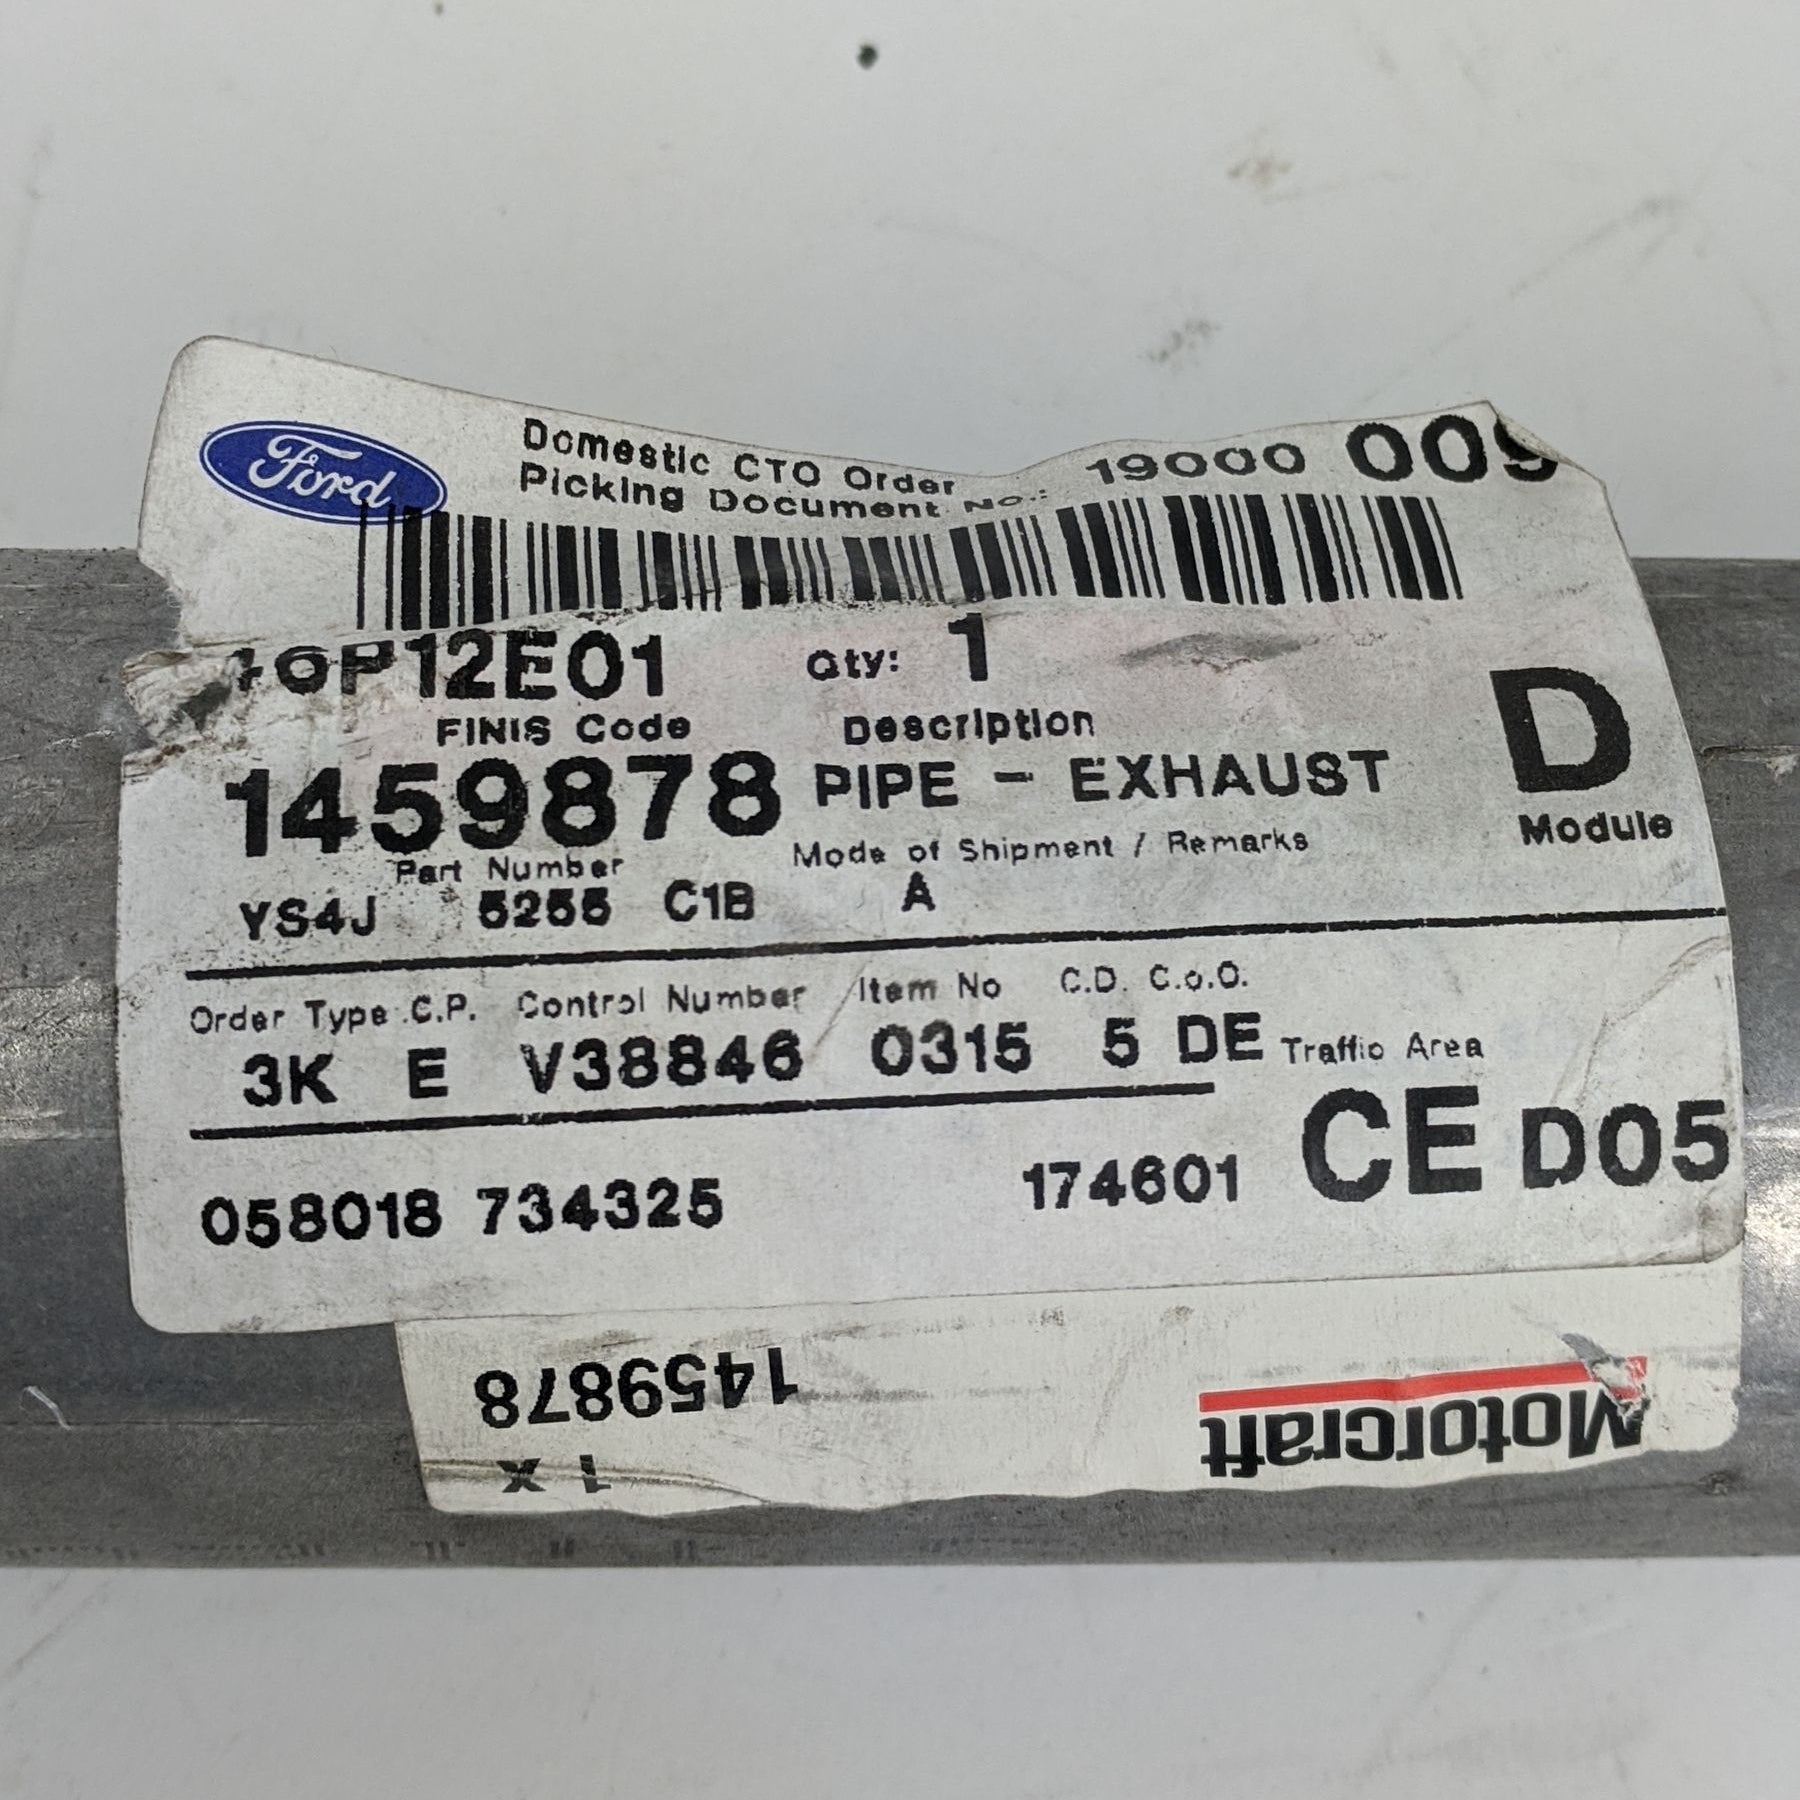 Ford
Domestic CTO Order
Picking Document No.: 19000 009
Qty: 1
FINIS Code Description
1459878 PIPE - EXHAUST D
Module
Part Number Mode of Shipment / Remarks
YS4J 5255 C1B A
Order Type C.P. Control Number Item No C.D. C.o.O.
3K E V38846 0315 5 DE Traffic Area
CE D05
058018 734325 174601
1459878
1 x
Motorcraft